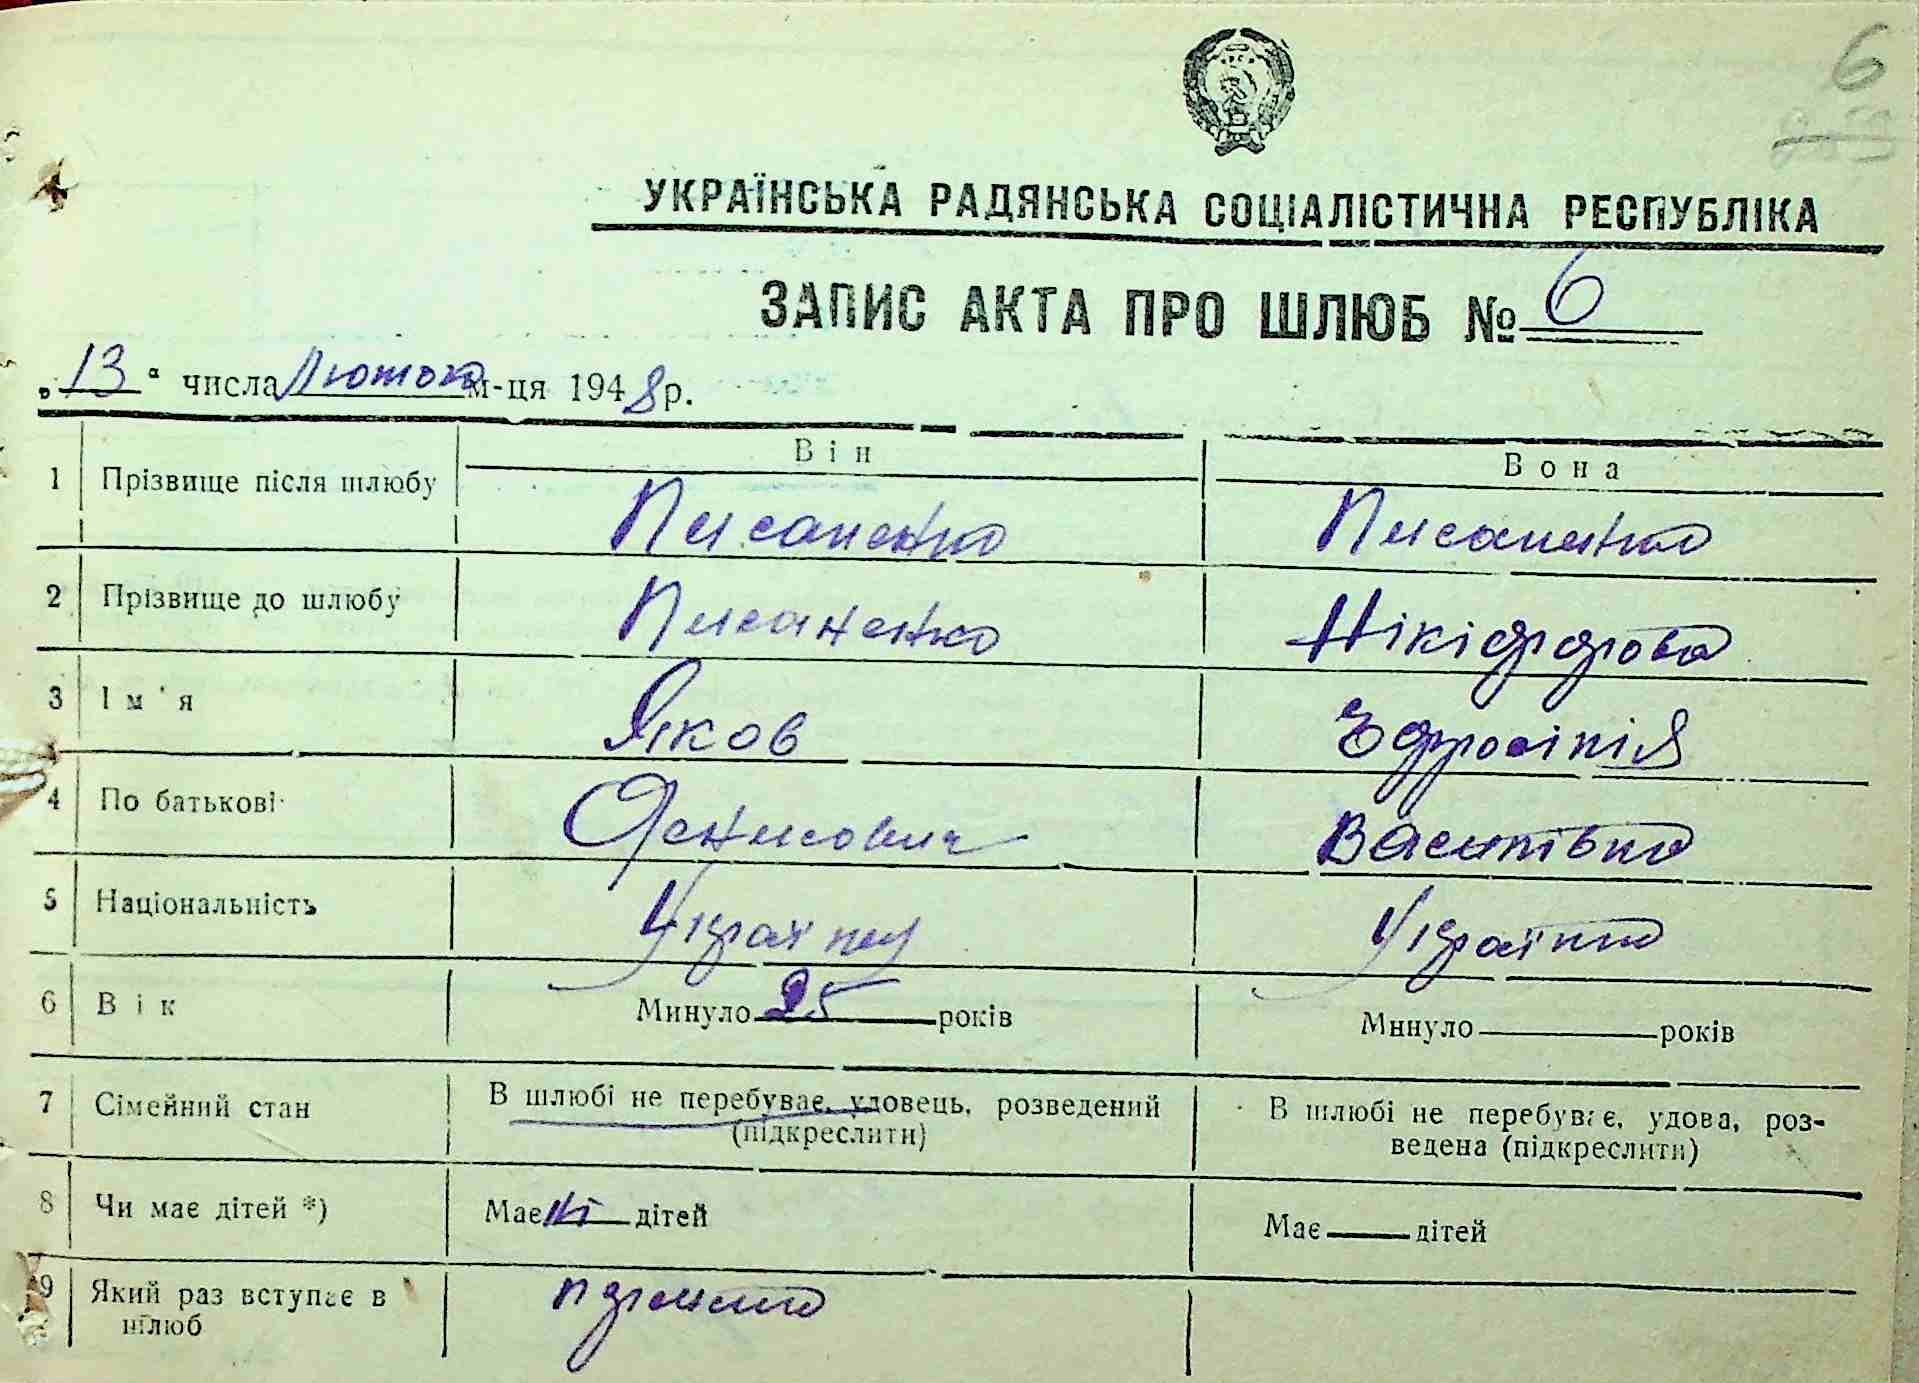 6
УКРАЇНСЬКА РАДЯНСЬКА СОЦІАЛІСТИЧНА РЕСПУБЛІКА
ЗАПИС АКТА ПРО ШЛЮБ № 6
„13“ числа Лютого м-ця 1948 р.
Він Вона
1 Прізвище після шлюбу Писаненко Писаненко
2 Прізвище до шлюбу Писаненко Нікіфорова
3 Ім'я Яков Ефросінія
4 По батькові Денисович Василівна
5 Національність Українец Українка
6 Вік Минуло 25 років Минуло років
7 Сімейний стан В шлюбі не перебуває, удовець, розведений В шлюбі не перебуває, удова, роз-
(підкреслити) ведена (підкреслити)
8 Чи має дітей *) Має ні дітей Має дітей
9 Який раз вступає в
шлюб